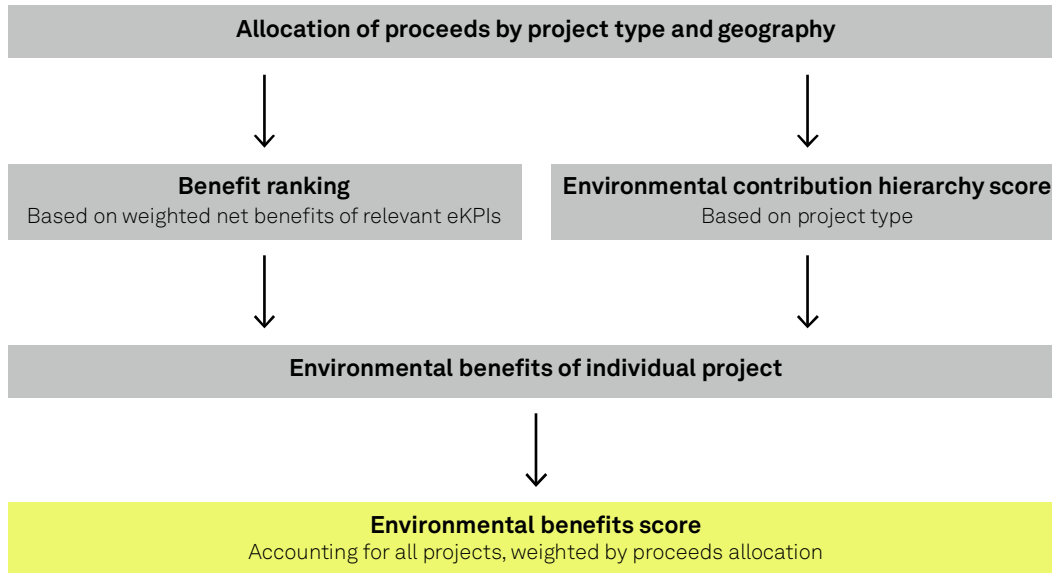 Allocation of proceeds by project type and geography
Benefit ranking
Based on weighted net benefits of relevant eKPIs
Environmental contribution hierarchy score
Based on project type
Environmental benefits of individual project
Environmental benefits score
Accounting for all projects, weighted by proceeds allocation